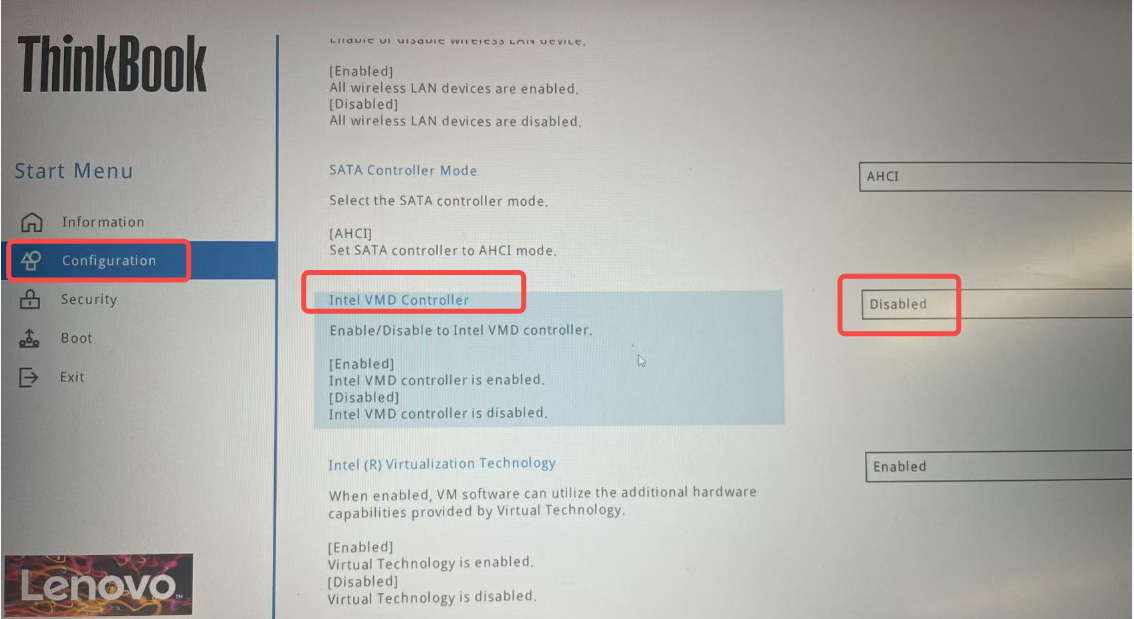 ThinkBook
Start Menu
Information
Configuration
Security
Boot
Exit
Lenovo
Enable or disable wireless LAN device.
[Enabled]
All wireless LAN devices are enabled.
[Disabled]
All wireless LAN devices are disabled.
SATA Controller Mode
AHCI
Select the SATA controller mode.
[AHCI]
Set SATA controller to AHCI mode.
Intel VMD Controller
Disabled
Enable/Disable to Intel VMD controller.
[Enabled]
Intel VMD controller is enabled.
[Disabled]
Intel VMD controller is disabled.
Intel (R) Virtualization Technology
Enabled
When enabled, VM software can utilize the additional hardware
capabilities provided by Virtual Technology.
[Enabled]
Virtual Technology is enabled.
[Disabled]
Virtual Technology is disabled.